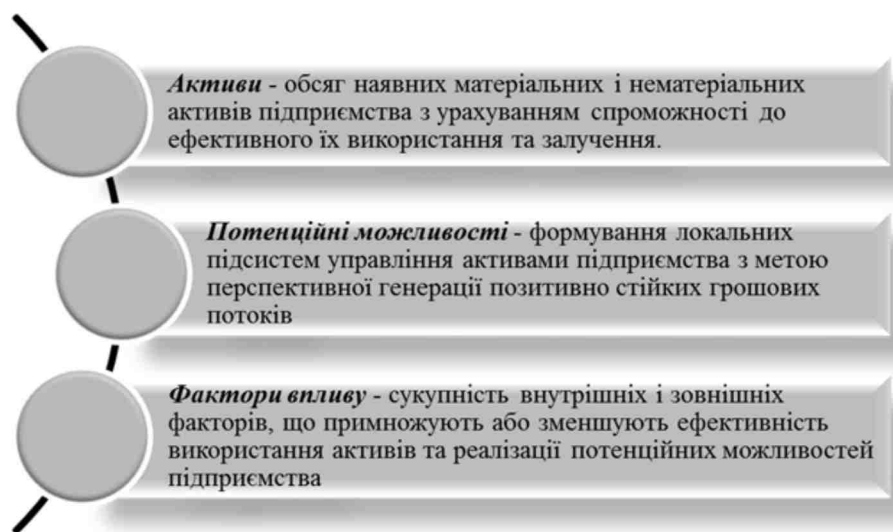 Активи - обсяг наявних матеріальних і нематеріальних
активів підприємства з урахуванням спроможності до
ефективного їх використання та залучення.
Потенційні можливості - формування локальних
підсистем управління активами підприємства з метою
перспективної генерації позитивно стійких грошових
потоків
Фактори впливу - сукупність внутрішніх і зовнішніх
факторів, що примножують або зменшують ефективність
використання активів та реалізації потенційних можливостей
підприємства